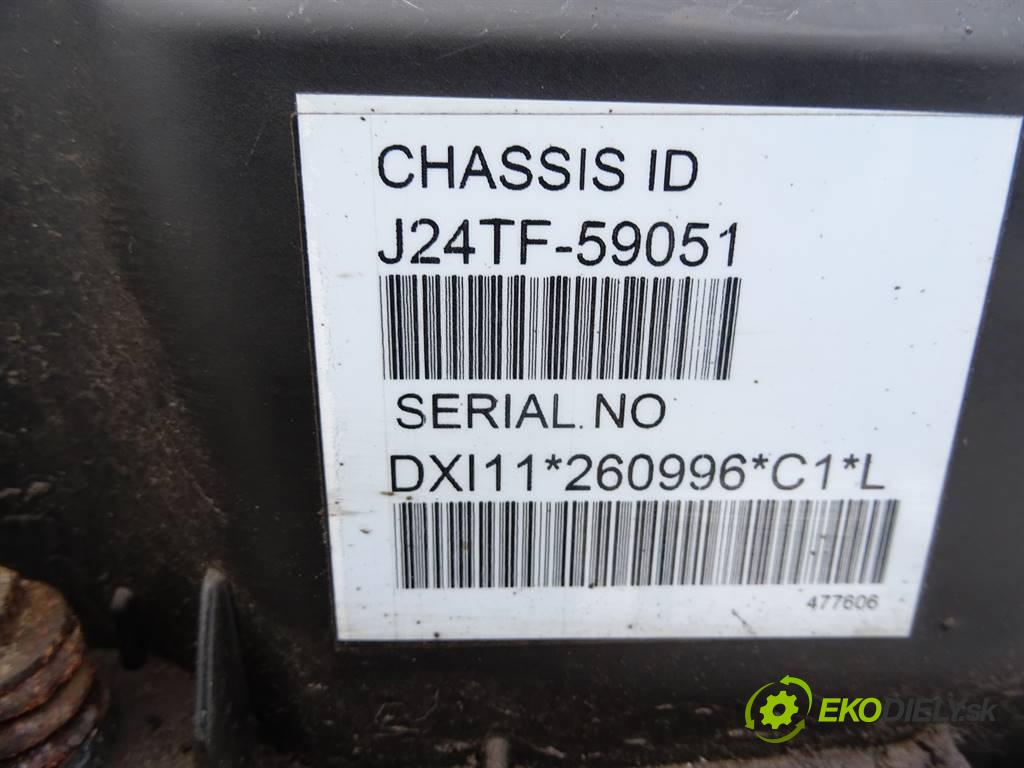 CHASSIS ID
J24TF-59051
SERIAL NO
DXI11*260996*C1*L
477606
EKODIELY.sk